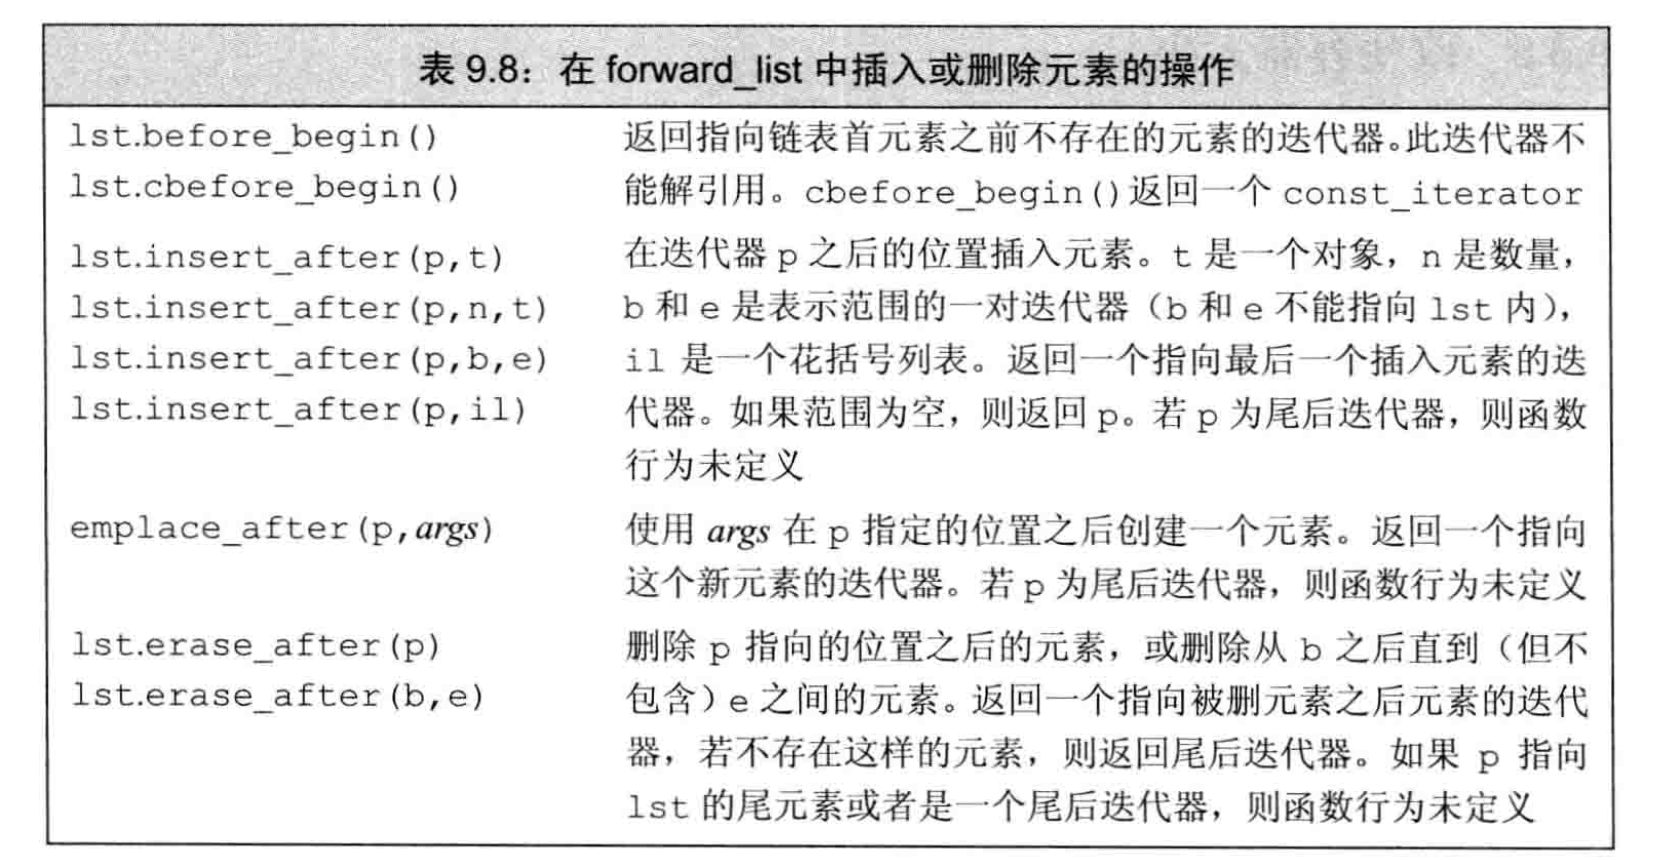 表 9.8：在 forward_list 中插入或删除元素的操作
lst.before_begin()
lst.cbefore_begin()
返回指向链表首元素之前不存在的元素的迭代器。此迭代器不
能解引用。cbefore_begin()返回一个 const_iterator
lst.insert_after(p,t)
lst.insert_after(p,n,t)
lst.insert_after(p,b,e)
lst.insert_after(p,il)
在迭代器 p 之后的位置插入元素。t 是一个对象，n 是数量，
b 和 e 是表示范围的一对迭代器（b 和 e 不能指向 lst 内），
il 是一个花括号列表。返回一个指向最后一个插入元素的迭
代器。如果范围为空，则返回 p。若 p 为尾后迭代器，则函数
行为未定义
emplace_after(p,args)
使用 args 在 p 指定的位置之后创建一个元素。返回一个指向
这个新元素的迭代器。若 p 为尾后迭代器，则函数行为未定义
lst.erase_after(p)
lst.erase_after(b,e)
删除 p 指向的位置之后的元素，或删除从 b 之后直到（但不
包含）e 之间的元素。返回一个指向被删元素之后元素的迭代
器，若不存在这样的元素，则返回尾后迭代器。如果 p 指向
lst 的尾元素或者是一个尾后迭代器，则函数行为未定义